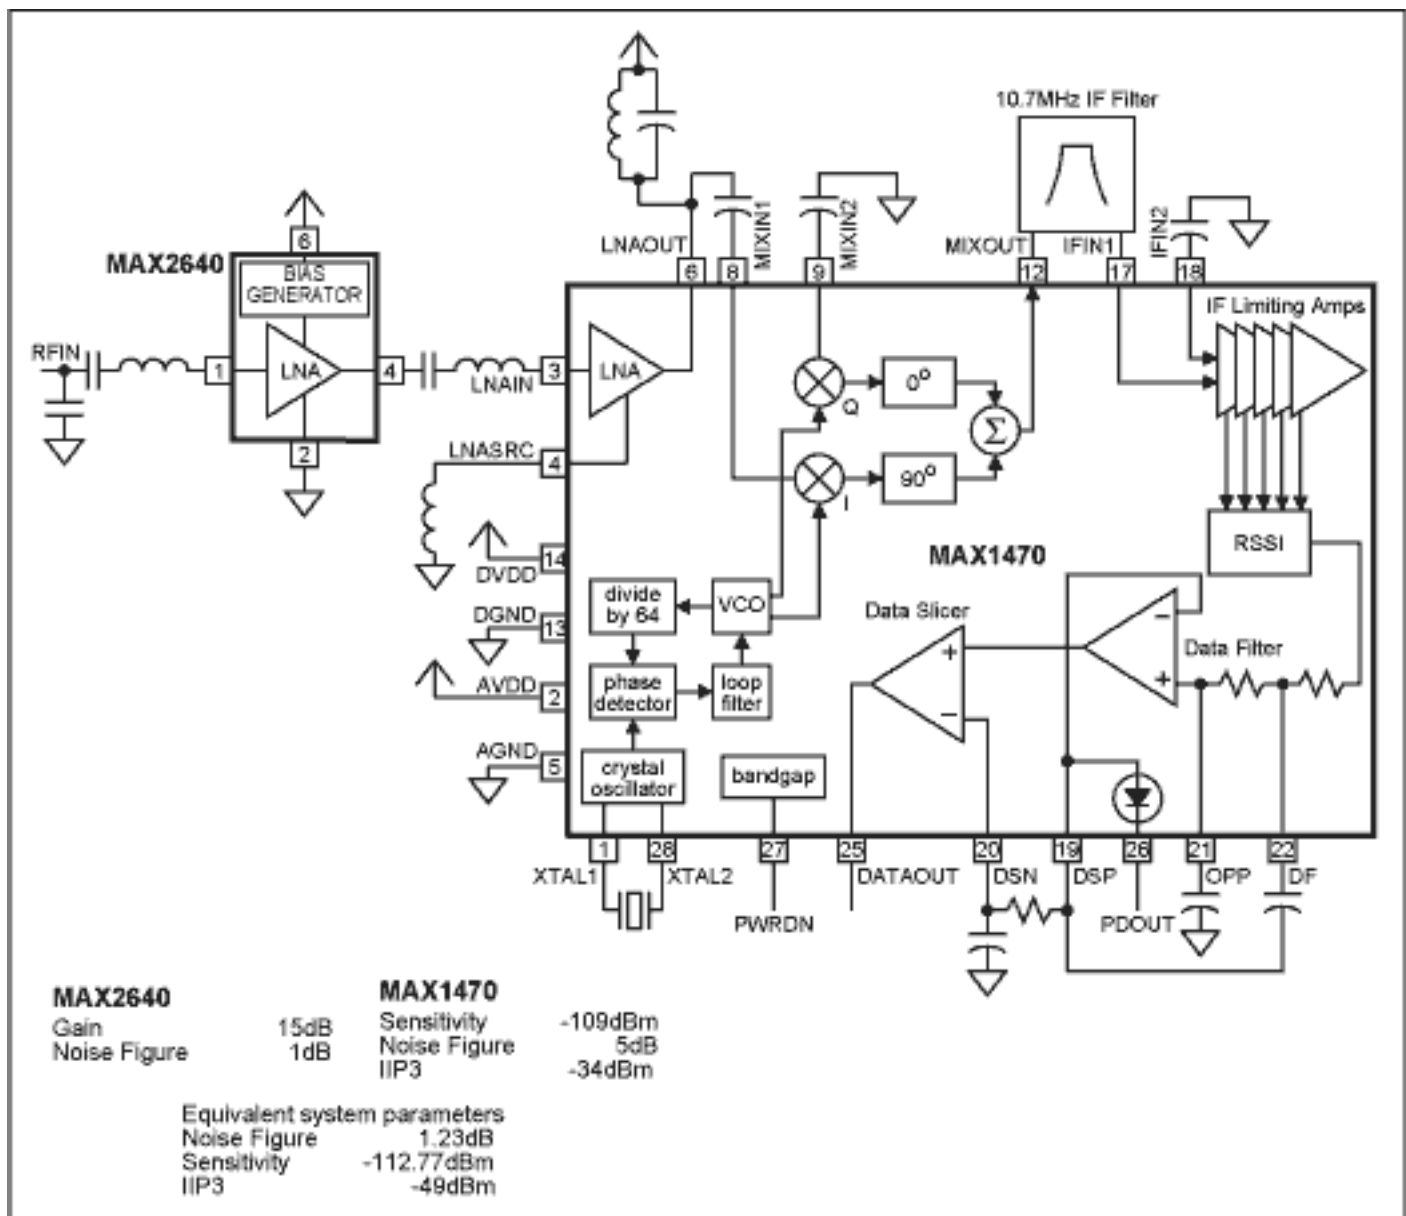 10.7MHz IF Filter
MIXIN1
MIXIN2
IFIN2
LNAOUT
MIXOUT
IFIN1
6
8
9
12
17
18
MAX2640
6
BIAS
GENERATOR
IF Limiting Amps
RFIN
1
LNA
4
LNAIN
3
LNA
0°
Q
Σ
LNASRC
4
2
90°
I
RSSI
MAX1470
14
DVDD
divide
by 64
VCO
Data Slicer
DGND
13
−
Data Filter
+
+
AVDD
2
phase
detector
loop
filter
−
AGND
5
crystal
oscillator
bandgap
1
28
27
25
20
19
26
21
22
XTAL1
XTAL2
DATAOUT
DSN
DSP
OPP
DF
PWRDN
PDOUT
MAX2640
Gain 15dB
Noise Figure 1dB
MAX1470
Sensitivity -109dBm
Noise Figure 5dB
IIP3 -34dBm
Equivalent system parameters
Noise Figure 1.23dB
Sensitivity -112.77dBm
IIP3 -49dBm